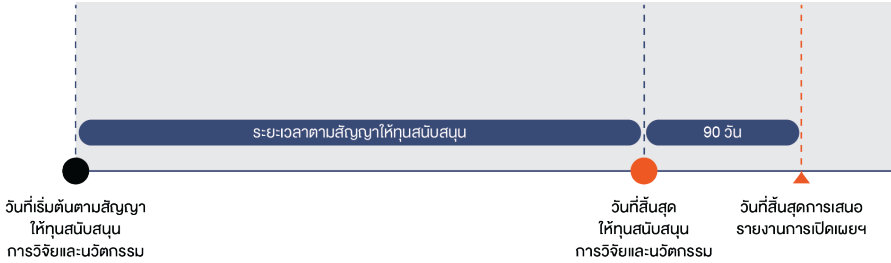 ระยะเวลาตามสัญญาให้ทุนสนับสนุน
90 วัน
วันที่เริ่มต้นตามสัญญา
ให้ทุนสนับสนุน
การวิจัยและนวัตกรรม
วันที่สิ้นสุด
ให้ทุนสนับสนุน
การวิจัยและนวัตกรรม
วันที่สิ้นสุดการเสนอ
รายงานการเปิดเผยฯ